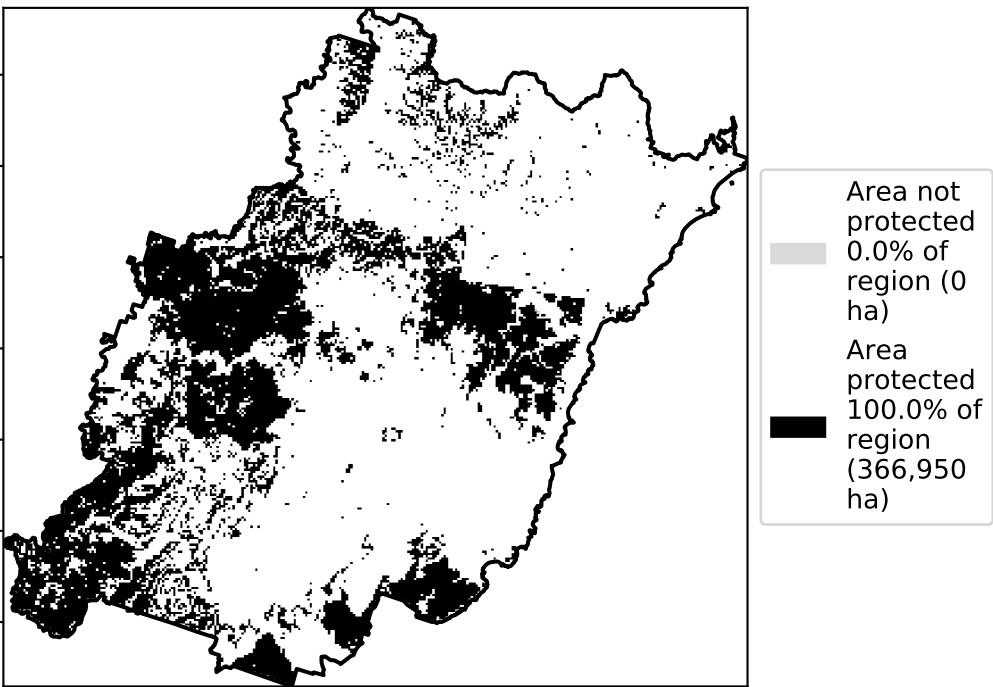 Area not
protected
0.0% of
region (0
ha)
Area
protected
100.0% of
region
(366,950
ha)